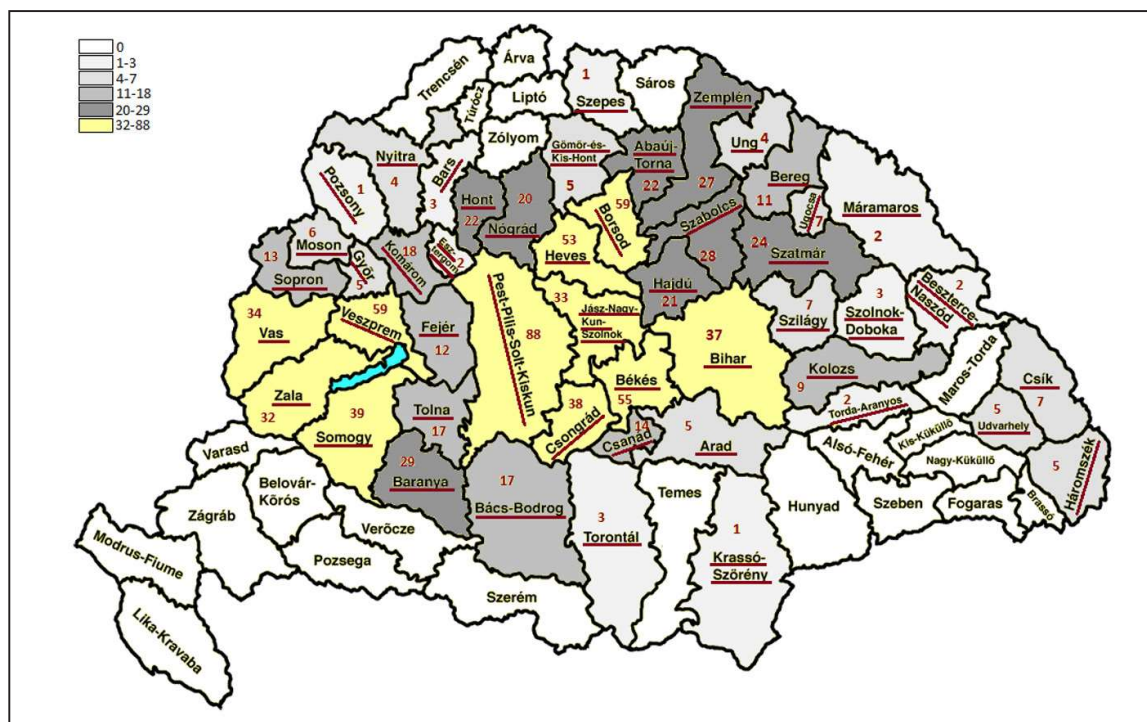 0
1-3
4-7
11-18
20-29
32-88
Árva
Trencsén
Túrócz
Liptó
1
Szepes
Sáros
Zemplén
Zólyom
Nyitra
4
Bars
3
Gömör-és-
Kis-Hont
5
Abaúj-
Torna
22
27
Ung 4
Bereg
11
Ugocsa
7
Máramaros
2
Pozsony
1
Hont
22
20
Nógrád
59
Borsod
53
Heves
Szabolcs
28
24
Szatmár
6
Moson
13
Sopron
Győr
5
Komárom
18
Esz-
tergom
2
Hajdú
21
7
Szilágy
3
Szolnok-
Doboka
2
Beszterce-
Naszód
34
Vas
59
Veszprem
Fejér
12
Pest-Pilis-Solt-Kiskun
88
33
Jász-Nagy-
Kun-
Szolnok
37
Bihar
Kolozs
9
Maros-Torda
Csík
7
Zala
32
39
Somogy
Tolna
17
Békés
55
38
Csongrád
14
Csanád
5
Arad
2
Torda-Aranyos
5
Udvarhely
Alsó-Fehér
Kis-Küküllő
Nagy-Küküllő
5
Háromszék
Varasd
Belovár-
Körös
29
Baranya
17
Bács-Bodrog
Temes
Hunyad
Szeben
Fogaras
Brassó
Zágráb
Verőcze
3
Torontál
1
Krassó-
Szörény
Modrus-Fiume
Pozsega
Szerém
Lika-Kravaba